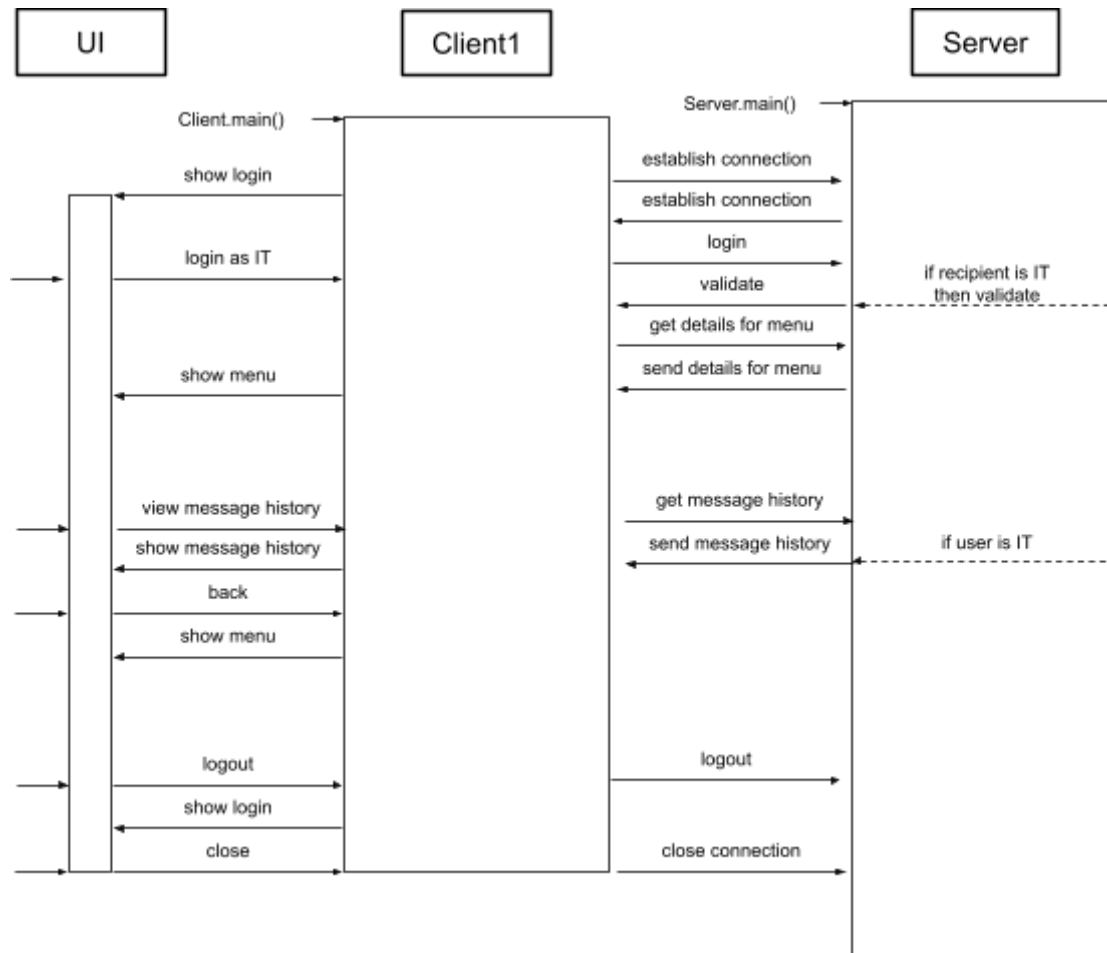 UI
Client1
Server
Client.main()
Server.main()
establish connection
show login
establish connection
login
login as IT
if recipient is IT
then validate
validate
get details for menu
send details for menu
show menu
get message history
view message history
send message history
if user is IT
show message history
back
show menu
logout
logout
show login
close
close connection